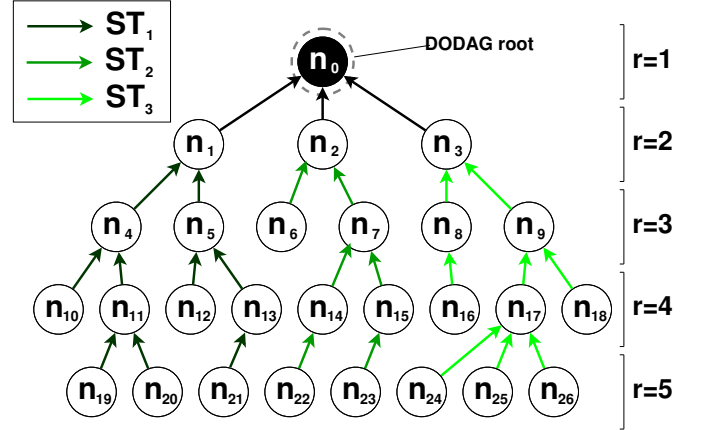 ST1
ST2
ST3
DODAG root
n0
r=1
n1 n2 n3
r=2
n4 n5 n6 n7 n8 n9
r=3
n10 n11 n12 n13 n14 n15 n16 n17 n18
r=4
n19 n20 n21 n22 n23 n24 n25 n26
r=5